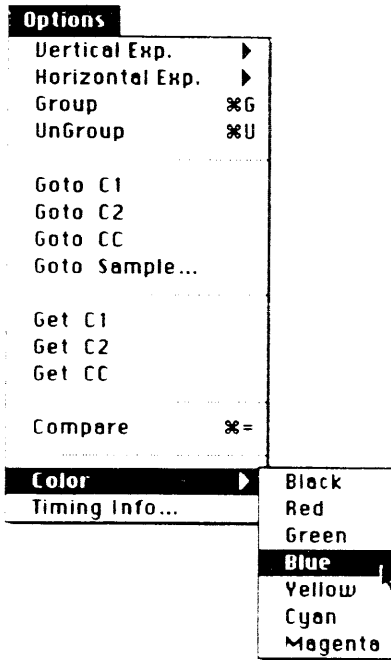 Options
Vertical Exp.
Horizontal Exp.
Group ⌘G
UnGroup ⌘U
Goto C1
Goto C2
Goto CC
Goto Sample...
Get C1
Get C2
Get CC
Compare ⌘=
Color
Timing Info...
Black
Red
Green
Blue
Yellow
Cyan
Magenta